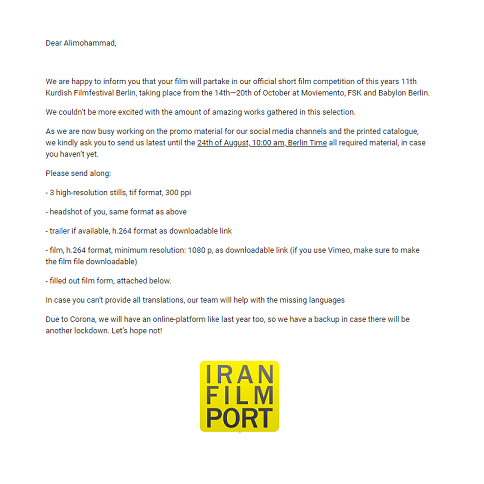 Dear Alimohammad,
We are happy to inform you that your film will partake in our official short film competition of this years 11th
Kurdish Filmfestival Berlin, taking place from the 14th—20th of October at Moviemento, FSK and Babylon Berlin.
We couldn't be more excited with the amount of amazing works gathered in this selection.
As we are now busy working on the promo material for our social media channels and the printed catalogue,
we kindly ask you to send us latest until the 24th of August, 10:00 am, Berlin Time all required material, in case
you haven't yet.
Please send along:
- 3 high-resolution stills, tif format, 300 ppi
- headshot of you, same format as above
- trailer if available, h.264 format as downloadable link
- film, h.264 format, minimum resolution: 1080 p, as downloadable link (if you use Vimeo, make sure to make
the film file downloadable)
- filled out film form, attached below.
In case you can't provide all translations, our team will help with the missing languages
Due to Corona, we will have an online-platform like last year too, so we have a backup in case there will be
another lockdown. Let's hope not!
IRAN
FILM
PORT